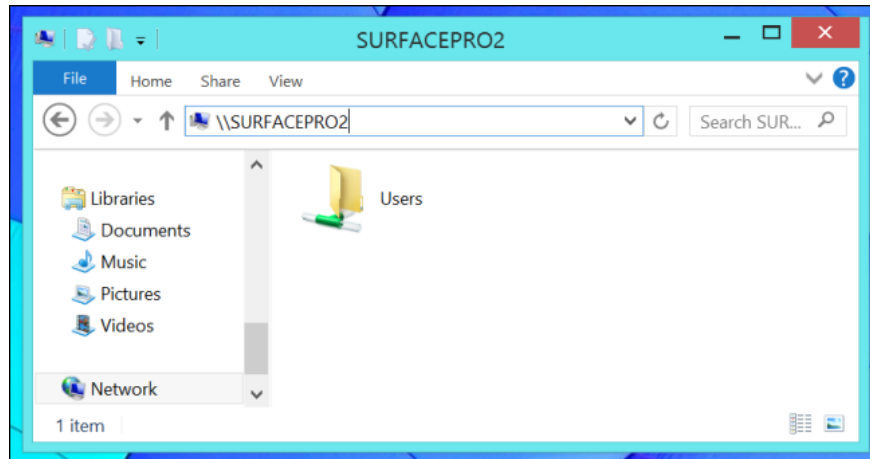 SURFACEPRO2
File Home Share View
\\SURFACEPRO2 Search SUR...
Libraries
Users
Documents
Music
Pictures
Videos
Network
1 item